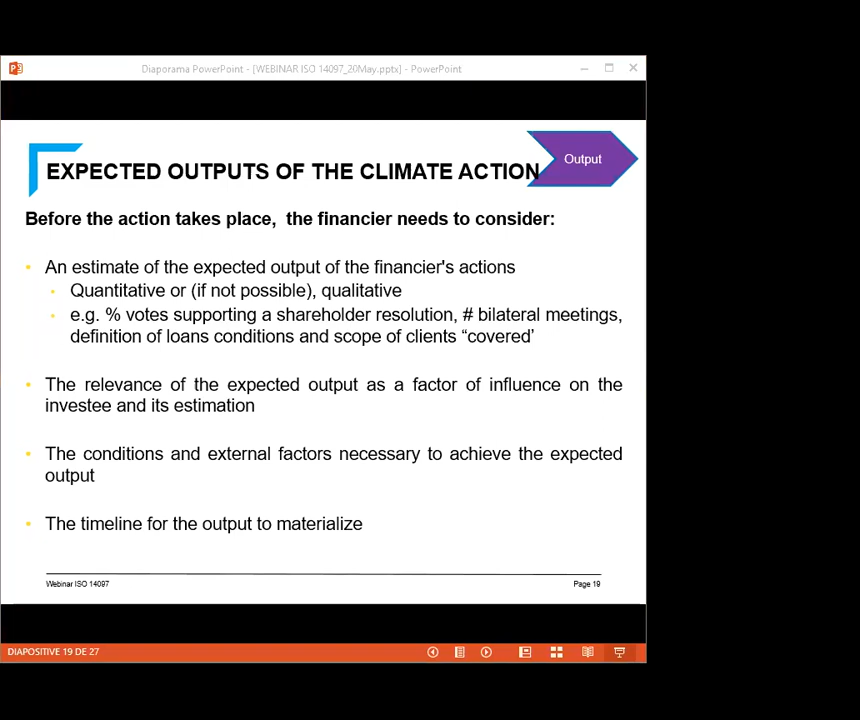 Diaporama PowerPoint - [WEBINAR ISO 14097_26May.pptx] - PowerPoint
Output
EXPECTED OUTPUTS OF THE CLIMATE ACTION
Before the action takes place,  the financier needs to consider:
• An estimate of the expected output of the financier's actions
• Quantitative or (if not possible), qualitative
• e.g. % votes supporting a shareholder resolution, # bilateral meetings,
definition of loans conditions and scope of clients “covered’
• The relevance of the expected output as a factor of influence on the
investee and its estimation
• The conditions and external factors necessary to achieve the expected
output
• The timeline for the output to materialize
Webinar ISO 14097
Page 19
DIAPOSITIVE 19 DE 27